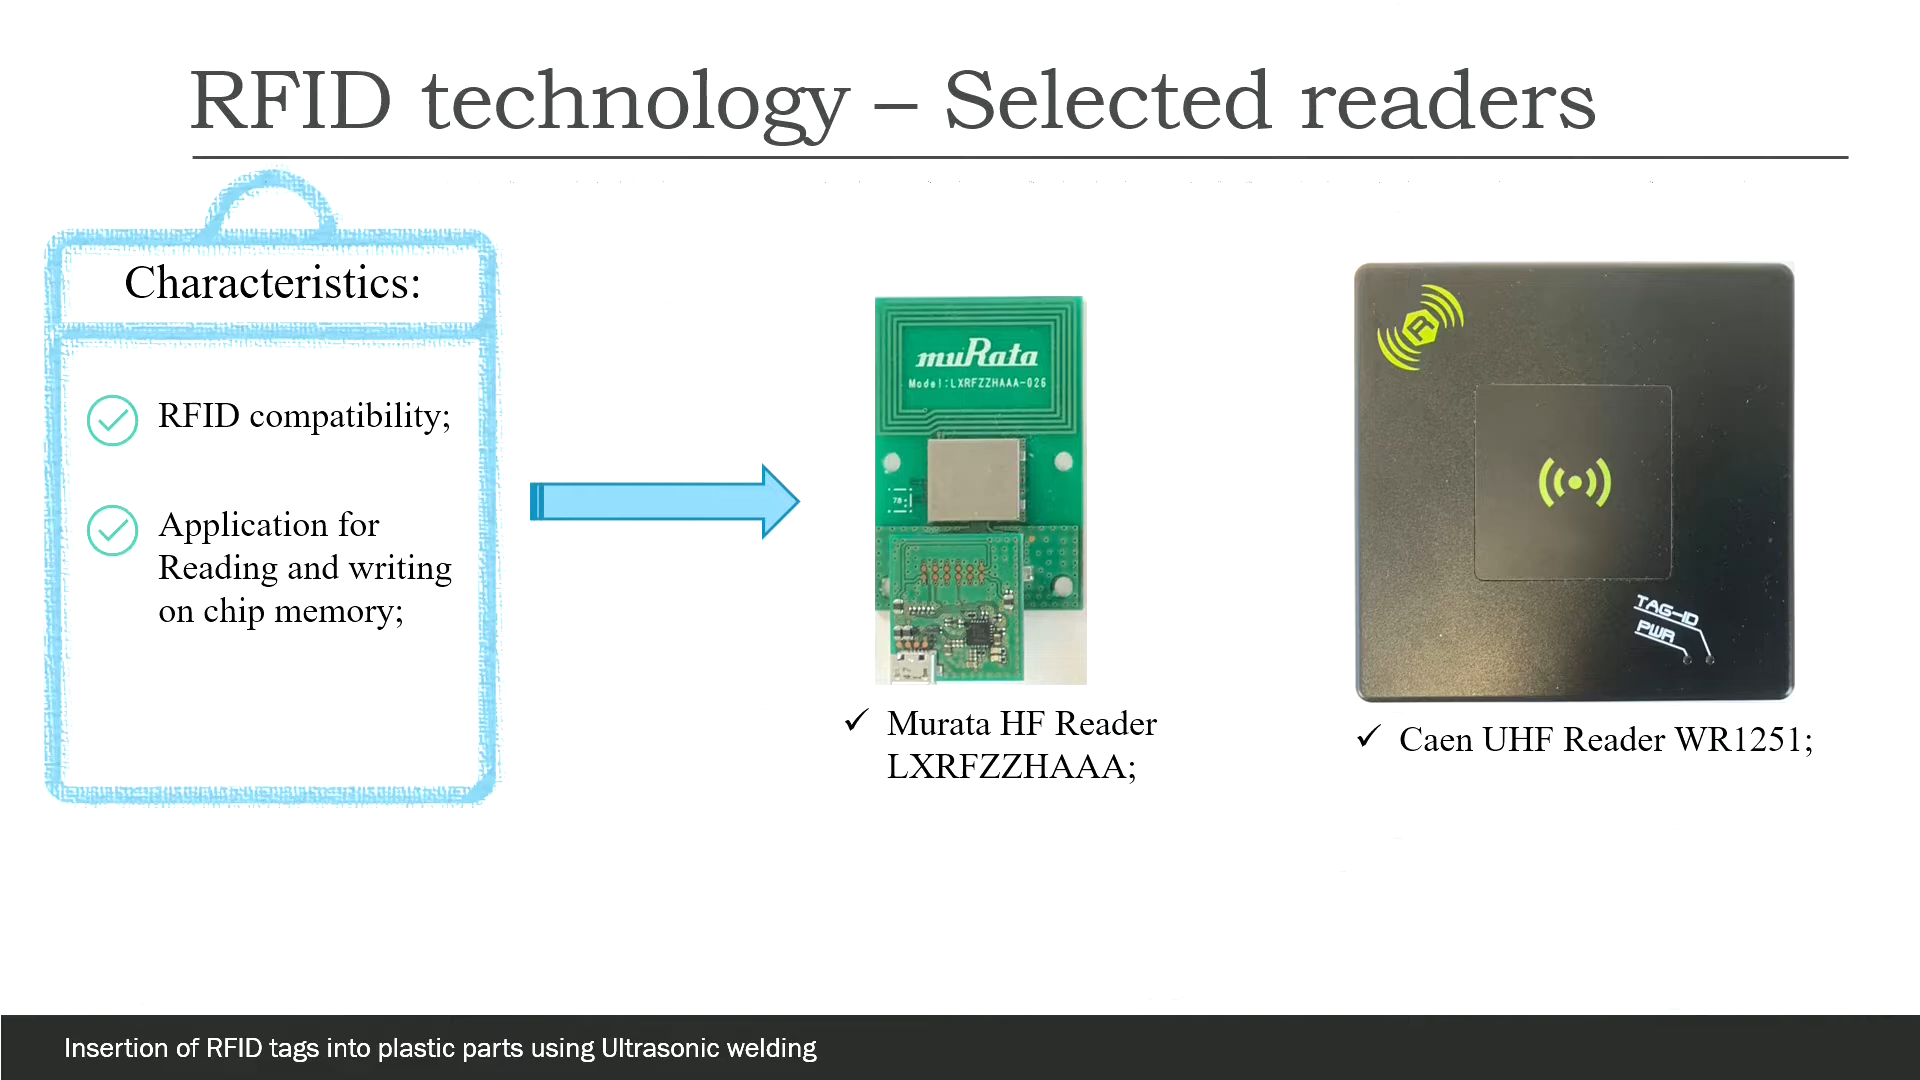 RFID technology – Selected readers
Characteristics:
RFID compatibility;
Application for
Reading and writing
on chip memory;
muRata
Model:LXRFZZHAAA-026
Murata HF Reader
LXRFZZHAAA;
TAG-ID
PWR
Caen UHF Reader WR1251;
Insertion of RFID tags into plastic parts using Ultrasonic welding